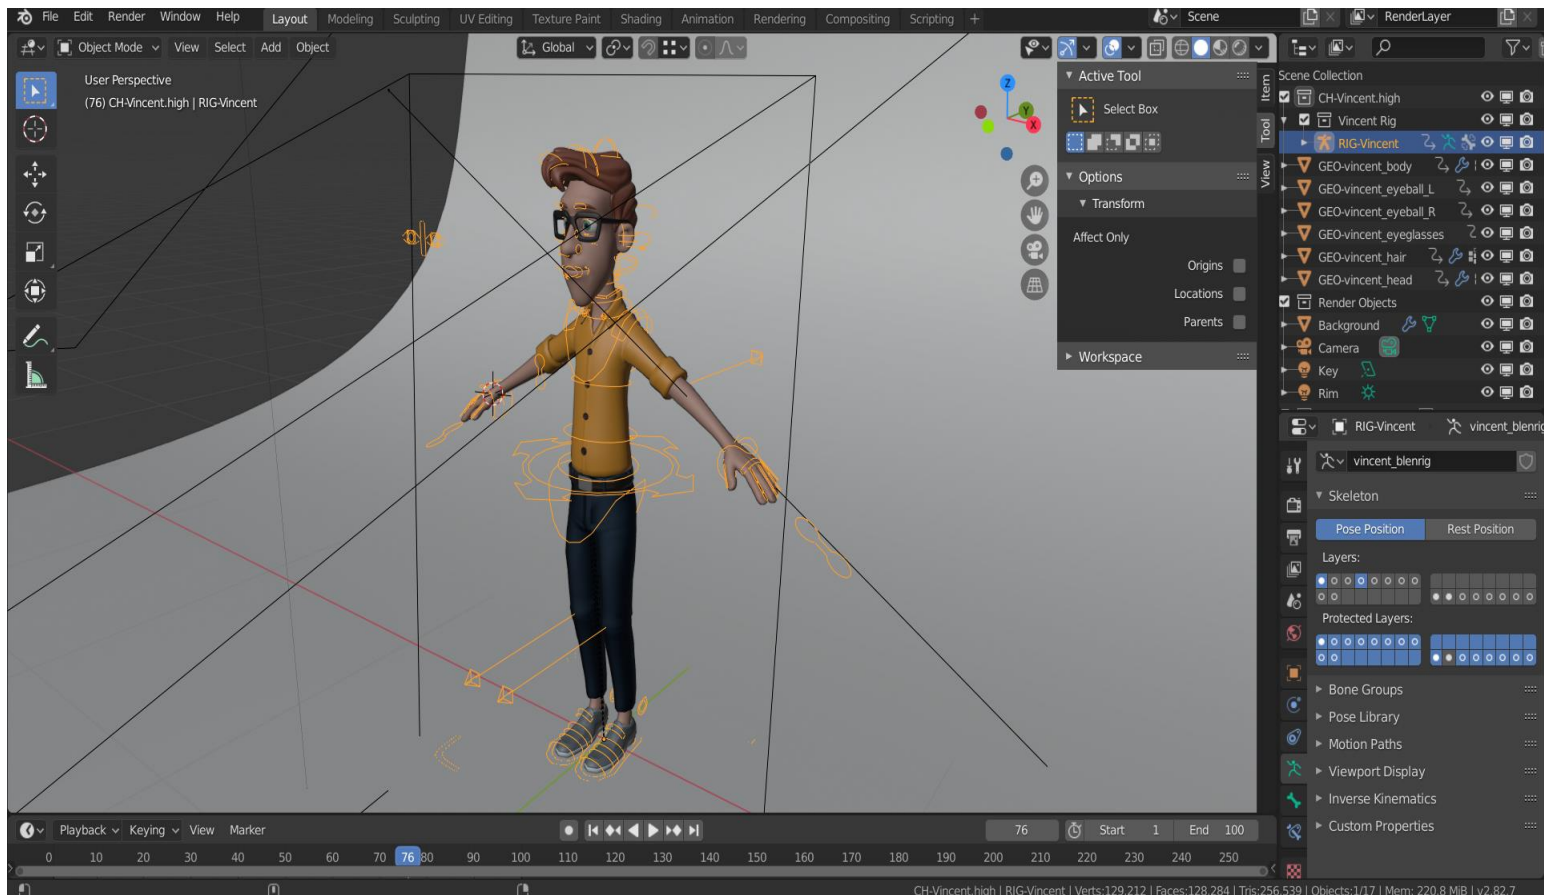 File Edit Render Window Help Layout Modeling Sculpting UV Editing Texture Paint Shading Animation Rendering Compositing Scripting + Scene RenderLayer
Object Mode View Select Add Object Global
User Perspective
(76) CH-Vincent.high | RIG-Vincent
Z
Y
X
Active Tool
Select Box
Options
Transform
Affect Only
Origins
Locations
Parents
Workspace
Item
Tool
View
Scene Collection
CH-Vincent.high
Vincent Rig
RIG-Vincent
GEO-vincent_body
GEO-vincent_eyeball_L
GEO-vincent_eyeball_R
GEO-vincent_eyeglasses
GEO-vincent_hair
GEO-vincent_head
Render Objects
Background
Camera
Key
Rim
RIG-Vincent vincent_blenrig
vincent_blenrig
Skeleton
Pose Position Rest Position
Layers:
Protected Layers:
Bone Groups
Pose Library
Motion Paths
Viewport Display
Inverse Kinematics
Custom Properties
Playback Keying View Marker 76 Start 1 End 100
0 10 20 30 40 50 60 70 76 80 90 100 110 120 130 140 150 160 170 180 190 200 210 220 230 240 250
CH-Vincent.high | RIG-Vincent | Verts:129,212 | Faces:128,284 | Tris:256,539 | Objects:1/17 | Mem: 220.8 MiB | v2.82.7